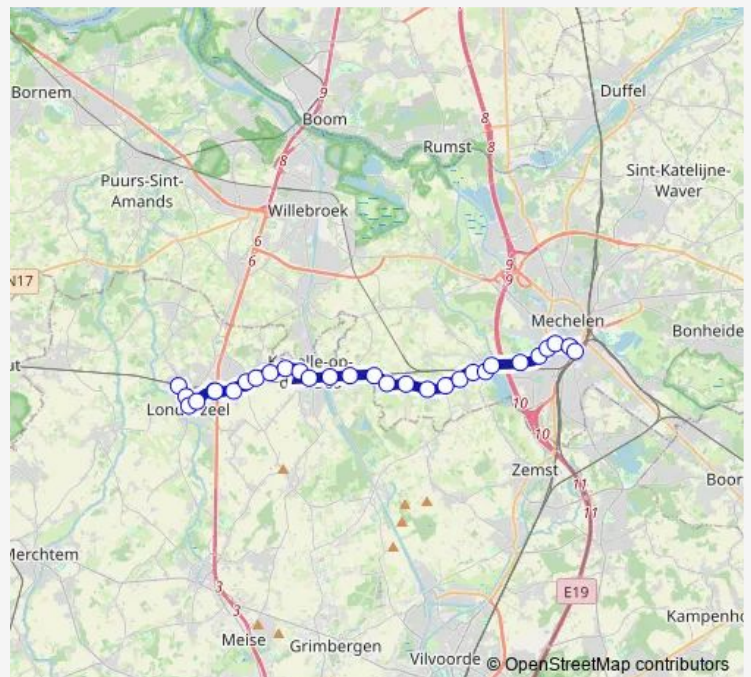 Bornem
Duffel
9
Boom
8
Rumst
8
Puurs-Sint-
Amands
Sint-Katelijne-
Waver
Willebroek
6
6
9
9
N17
Mechelen
Bonheide
ut
10
10
Zemst
11
11
Boor
Merchtem
3
3
E19
Kampenho
Meise
Grimbergen
Vilvoorde
© OpenStreetMap contributors